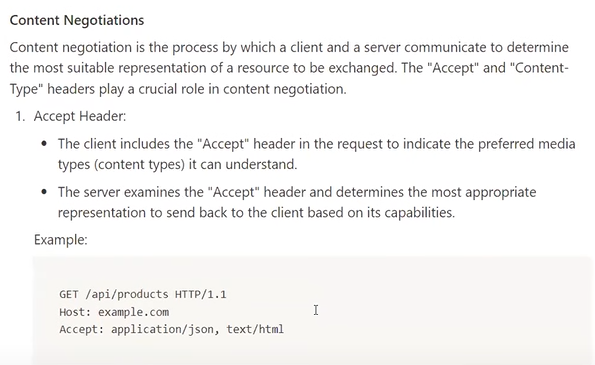 Content Negotiations
Content negotiation is the process by which a client and a server communicate to determine
the most suitable representation of a resource to be exchanged. The "Accept" and "Content-
Type" headers play a crucial role in content negotiation.
1. Accept Header:
• The client includes the "Accept" header in the request to indicate the preferred media
types (content types) it can understand.
• The server examines the "Accept" header and determines the most appropriate
representation to send back to the client based on its capabilities.
Example:
GET /api/products HTTP/1.1
Host: example.com
Accept: application/json, text/html